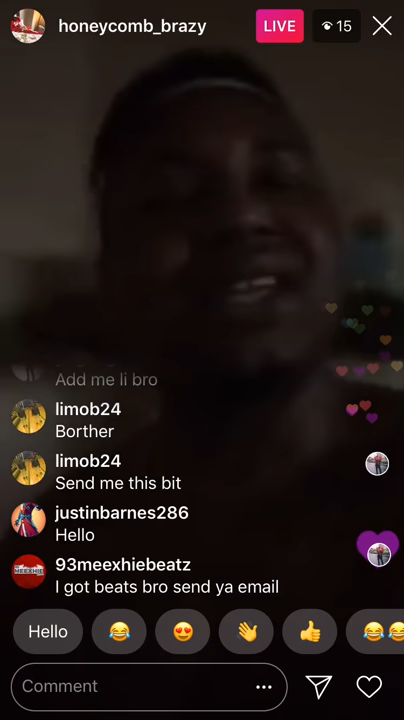 honeycomb_brazy
LIVE
15
Add me li bro
limob24
Borther
limob24
Send me this bit
justinbarnes286
Hello
93meexhiebeatz
I got beats bro send ya email
Hello
Comment